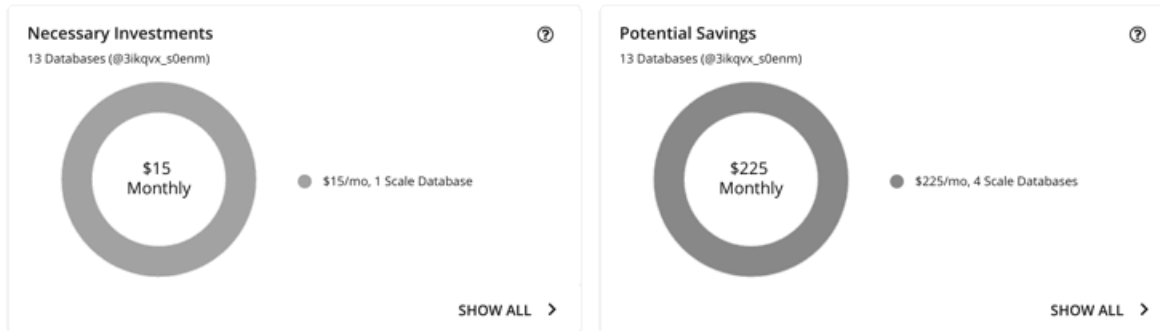 Necessary Investments
13 Databases (@3ikqvx_s0enm)
$15
Monthly
$15/mo, 1 Scale Database
SHOW ALL
Potential Savings
13 Databases (@3ikqvx_s0enm)
$225
Monthly
$225/mo, 4 Scale Databases
SHOW ALL